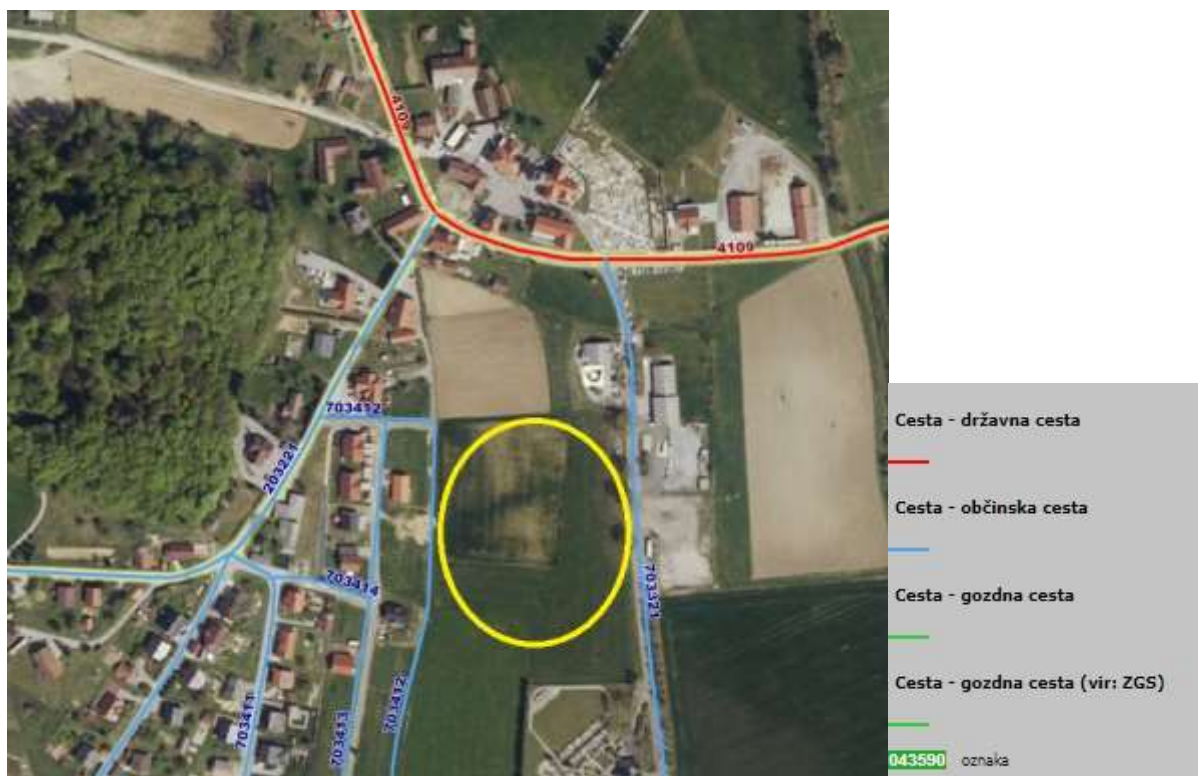 4109
4109
703412
203221
703414
703321
703412
703411
703413
Cesta - državna cesta
Cesta - občinska cesta
Cesta - gozdna cesta
Cesta - gozdna cesta (vir: ZGS)
043590 oznaka